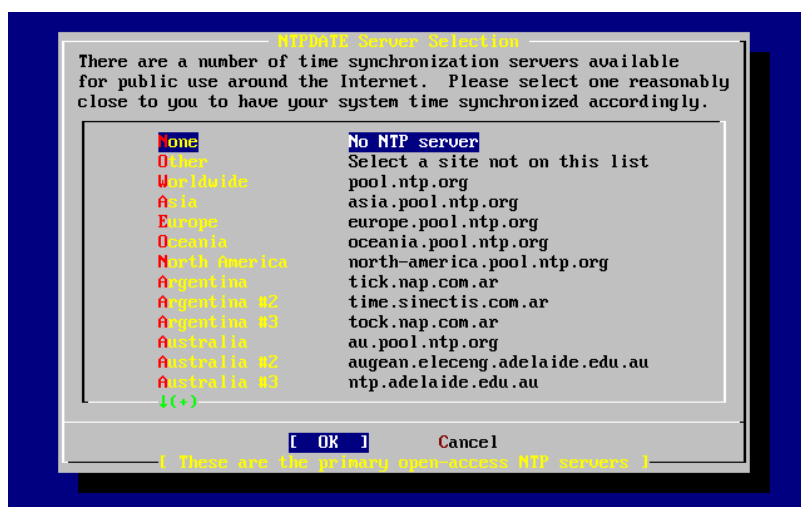 NTPDATE Server Selection
There are a number of time synchronization servers available
for public use around the Internet.  Please select one reasonably
close to you to have your system time synchronized accordingly.
None No NTP server
Other Select a site not on this list
Worldwide pool.ntp.org
Asia asia.pool.ntp.org
Europe europe.pool.ntp.org
Oceania oceania.pool.ntp.org
North America north-america.pool.ntp.org
Argentina tick.nap.com.ar
Argentina #2 time.sinectis.com.ar
Argentina #3 tock.nap.com.ar
Australia au.pool.ntp.org
Australia #2 augean.eleceng.adelaide.edu.au
Australia #3 ntp.adelaide.edu.au
↓(+)
[ OK ] Cancel
[ These are the primary open-access NTP servers ]